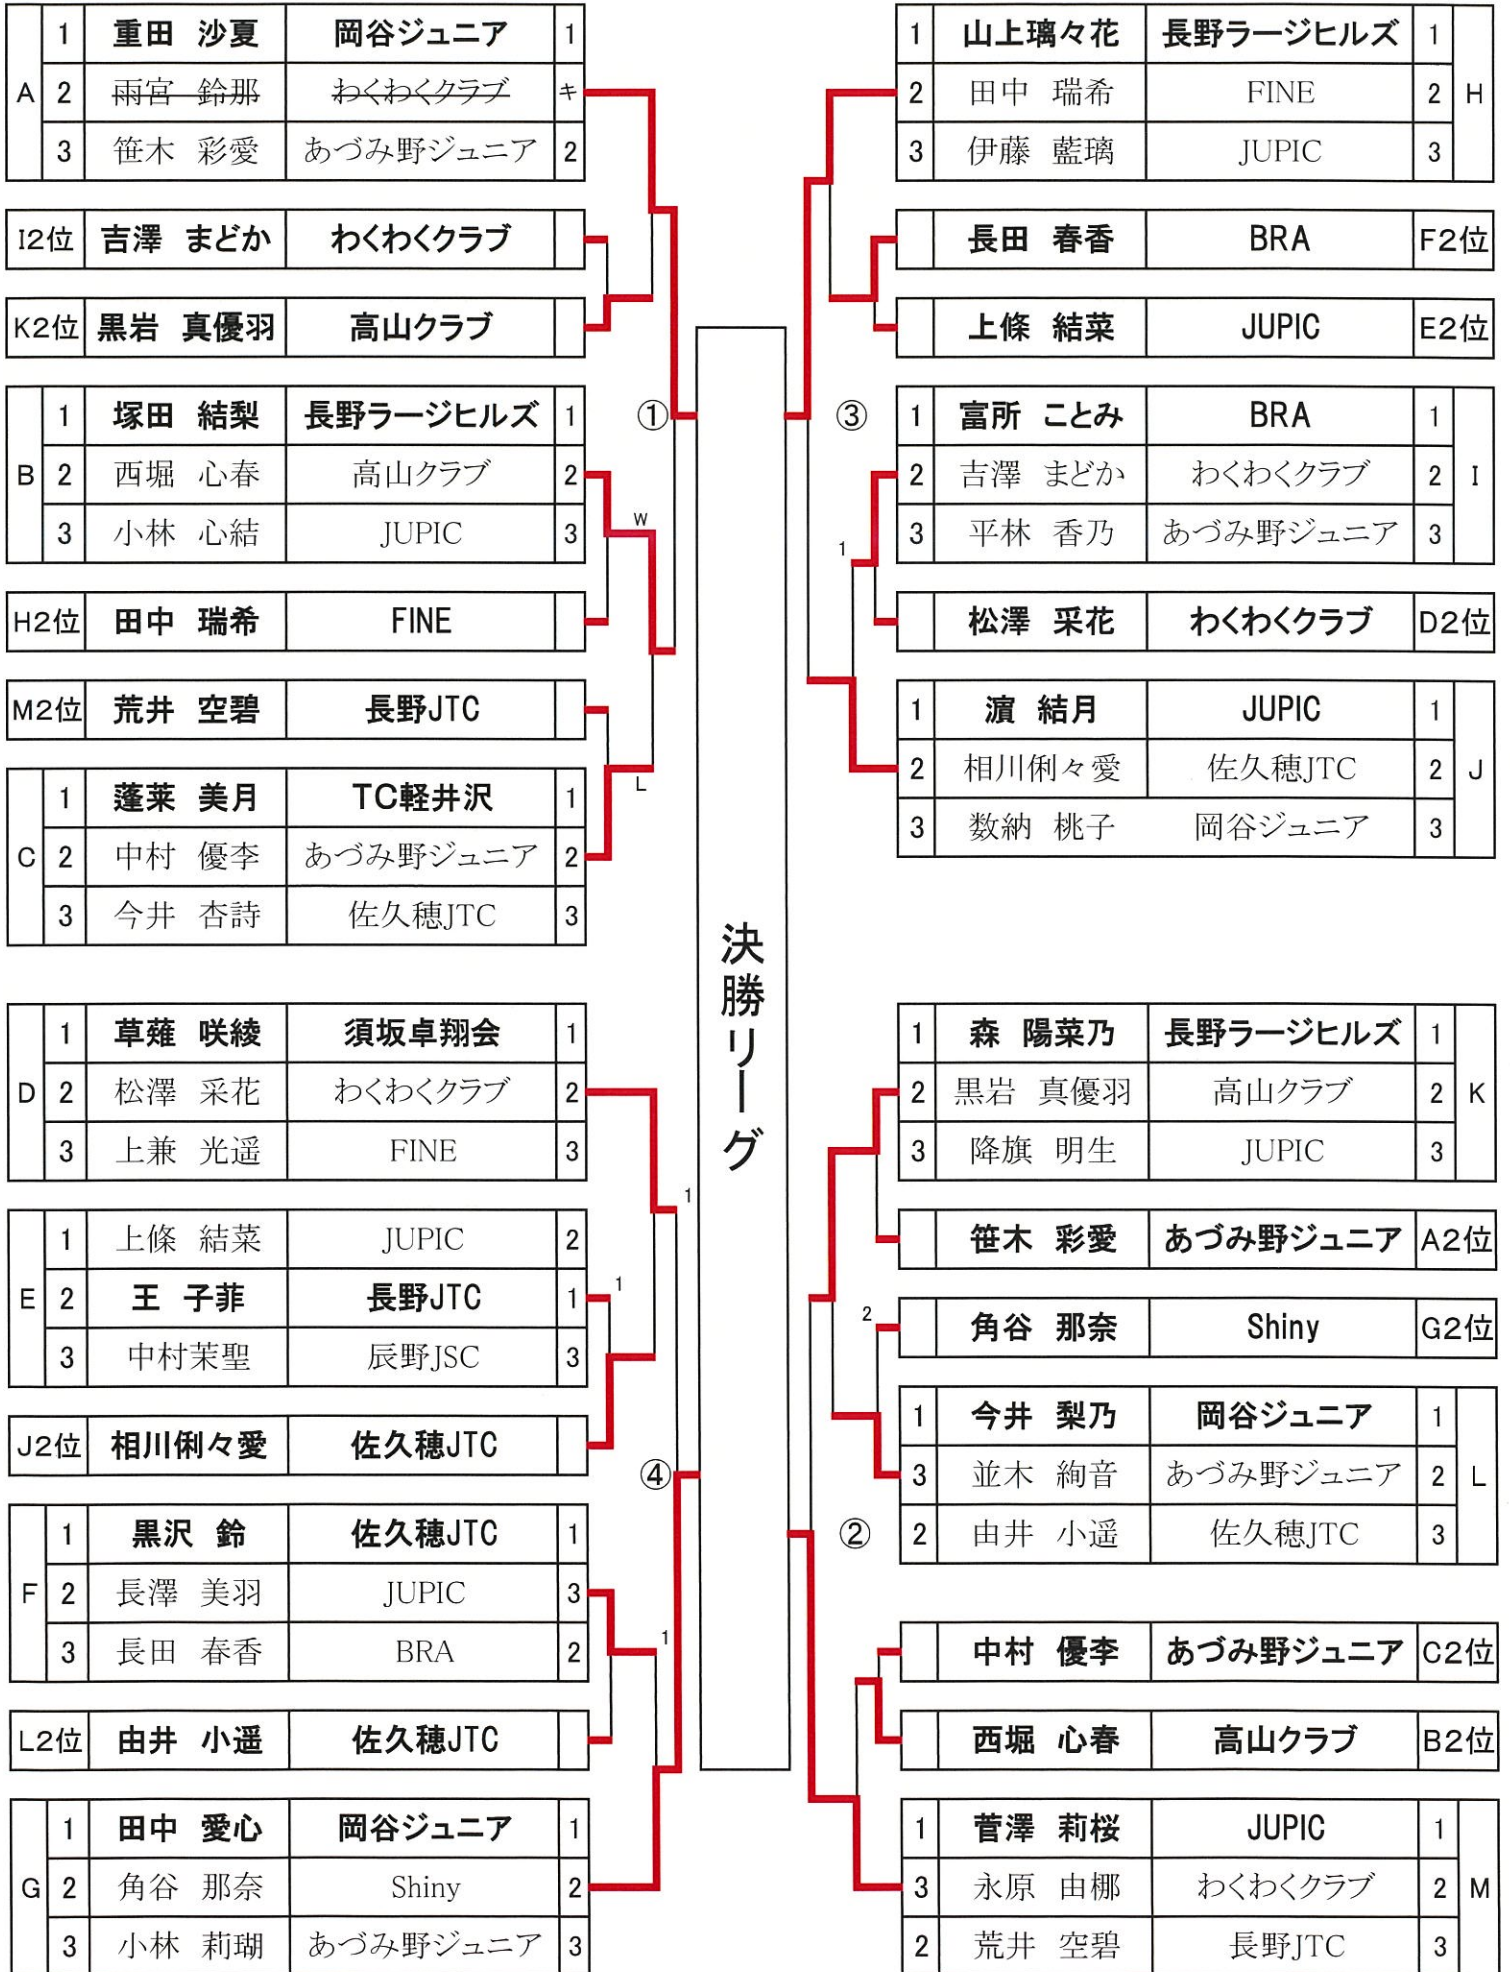 A
1 重田 沙夏 岡谷ジュニア 1
2 雨宮 鈴那 わくわくクラブ キ
3 笹木 彩愛 あづみ野ジュニア 2
I2位 吉澤 まどか わくわくクラブ
K2位 黒岩 真優羽 高山クラブ
B
1 塚田 結梨 長野ラージヒルズ 1
2 西堀 心春 高山クラブ 2
3 小林 心結 JUPIC 3
H2位 田中 瑞希 FINE
M2位 荒井 空碧 長野JTC
C
1 蓬莱 美月 TC軽井沢 1
2 中村 優李 あづみ野ジュニア 2
3 今井 杏詩 佐久穂JTC 3
①
W
L
D
1 草薙 咲綾 須坂卓翔会 1
2 松澤 采花 わくわくクラブ 2
3 上兼 光遥 FINE 3
E
1 上條 結菜 JUPIC 2
2 王 子菲 長野JTC 1
3 中村茉聖 辰野JSC 3
J2位 相川俐々愛 佐久穂JTC
F
1 黒沢 鈴 佐久穂JTC 1
2 長澤 美羽 JUPIC 3
3 長田 春香 BRA 2
L2位 由井 小遥 佐久穂JTC
G
1 田中 愛心 岡谷ジュニア 1
2 角谷 那奈 Shiny 2
3 小林 莉瑚 あづみ野ジュニア 3
1
1
④
1
決勝リーグ
1 山上璃々花 長野ラージヒルズ 1
2 田中 瑞希 FINE 2
3 伊藤 藍璃 JUPIC 3
H
長田 春香 BRA F2位
上條 結菜 JUPIC E2位
③
1 富所 ことみ BRA 1
2 吉澤 まどか わくわくクラブ 2
3 平林 香乃 あづみ野ジュニア 3
I
1
松澤 采花 わくわくクラブ D2位
1 濵 結月 JUPIC 1
2 相川俐々愛 佐久穂JTC 2
3 数納 桃子 岡谷ジュニア 3
J
1 森 陽菜乃 長野ラージヒルズ 1
2 黒岩 真優羽 高山クラブ 2
3 降旗 明生 JUPIC 3
K
笹木 彩愛 あづみ野ジュニア A2位
2
角谷 那奈 Shiny G2位
1 今井 梨乃 岡谷ジュニア 1
3 並木 絢音 あづみ野ジュニア 2
2 由井 小遥 佐久穂JTC 3
L
②
中村 優李 あづみ野ジュニア C2位
西堀 心春 高山クラブ B2位
1 菅澤 莉桜 JUPIC 1
3 永原 由梛 わくわくクラブ 2
2 荒井 空碧 長野JTC 3
M